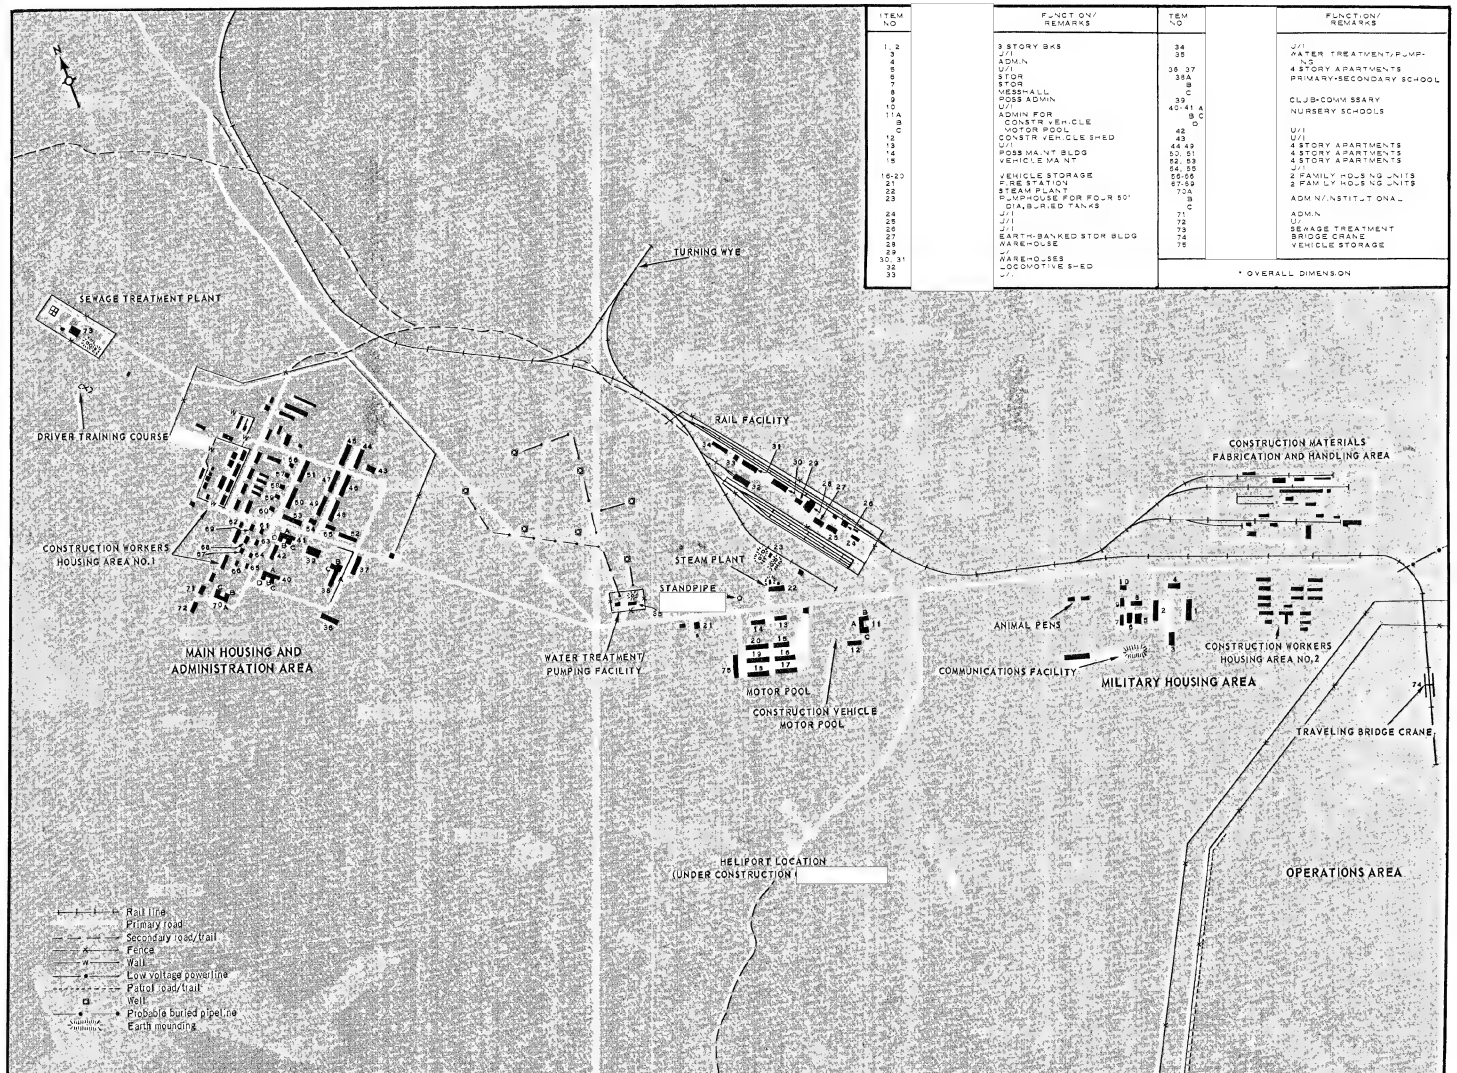 ITEM NO
FUNCTION/ REMARKS
1, 2 3 STORY BKS
3 U/I
4 ADMIN
5 U/I
6 STOR
7 STOR
8 MESSHALL
9 POSS ADMIN
10 U/I
11A ADMIN FOR
B CONSTR VEHICLE
C MOTOR POOL
12 CONSTR VEHICLE SHED
13 U/I
14 POSS MAINT BLDG
15 VEHICLE MAINT
16-20 VEHICLE STORAGE
21 FIRE STATION
22 STEAM PLANT
23 PUMPHOUSE FOR FOUR 50'
DIA, BURIED TANKS
24 U/I
25 U/I
26 U/I
27 EARTH-BANKED STOR BLDG
28 WAREHOUSE
29 U/I
30, 31 WAREHOUSES
32 LOCOMOTIVE SHED
33 U/I
ITEM NO
FUNCTION/ REMARKS
34 U/I
35 WATER TREATMENT/PUMP-
ING
36, 37 4 STORY APARTMENTS
38A PRIMARY-SECONDARY SCHOOL
B
C
39 CLUB-COMMISSARY
40-41 A NURSERY SCHOOLS
B C
D
42 U/I
43 U/I
44-49 4 STORY APARTMENTS
50, 51 4 STORY APARTMENTS
52, 53 4 STORY APARTMENTS
54, 55 U/I
56-66 2 FAMILY HOUSING UNITS
67-69 2 FAMILY HOUSING UNITS
70A
B ADMIN/INSTITUTIONAL
C
71 ADMIN
72 U/I
73 SEWAGE TREATMENT
74 BRIDGE CRANE
75 VEHICLE STORAGE
* OVERALL DIMENSION
N
TURNING WYE
SEWAGE TREATMENT PLANT
73
DRIVER TRAINING COURSE
RAIL FACILITY
CONSTRUCTION MATERIALS
FABRICATION AND HANDLING AREA
CONSTRUCTION WORKERS
HOUSING AREA NO.1
STEAM PLANT
STANDPIPE
ANIMAL PENS
MAIN HOUSING AND
ADMINISTRATION AREA
WATER TREATMENT/
PUMPING FACILITY
MOTOR POOL
CONSTRUCTION VEHICLE
MOTOR POOL
COMMUNICATIONS FACILITY
CONSTRUCTION WORKERS
HOUSING AREA NO.2
MILITARY HOUSING AREA
74
TRAVELING BRIDGE CRANE
HELIPORT LOCATION
(UNDER CONSTRUCTION
OPERATIONS AREA
Rail line
Primary road
Secondary road/trail
Fence
Wall
Low voltage powerline
Patrol road/trail
Well
Probable buried pipeline
Earth mounding